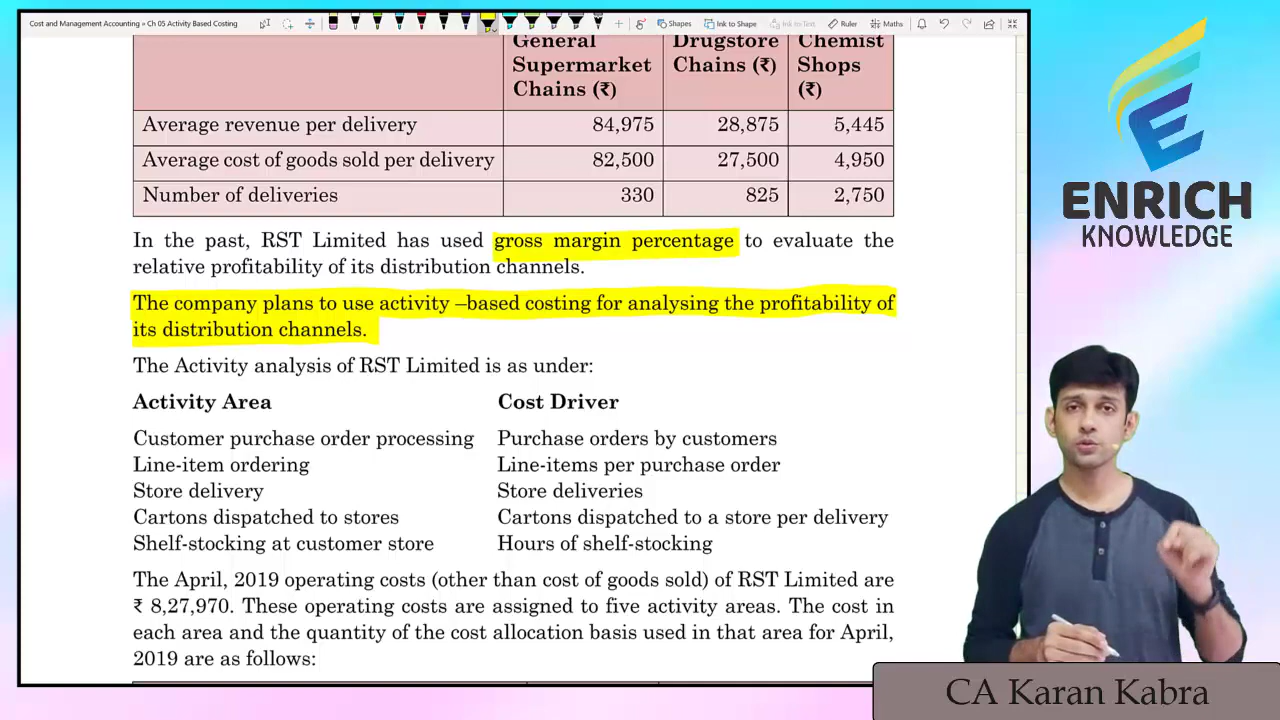 Cost and Management Accounting » Ch 05 Activity Based Costing
Shapes
Ink to Shape
Ink to Text
Ruler
Maths
General Supermarket Chains (₹)
Drugstore Chains (₹)
Chemist Shops (₹)
Average revenue per delivery 84,975 28,875 5,445
Average cost of goods sold per delivery 82,500 27,500 4,950
Number of deliveries 330 825 2,750
In the past, RST Limited has used gross margin percentage to evaluate the
relative profitability of its distribution channels.
The company plans to use activity –based costing for analysing the profitability of
its distribution channels.
The Activity analysis of RST Limited is as under:
Activity Area Cost Driver
Customer purchase order processing Purchase orders by customers
Line-item ordering Line-items per purchase order
Store delivery Store deliveries
Cartons dispatched to stores Cartons dispatched to a store per delivery
Shelf-stocking at customer store Hours of shelf-stocking
The April, 2019 operating costs (other than cost of goods sold) of RST Limited are
₹ 8,27,970. These operating costs are assigned to five activity areas. The cost in
each area and the quantity of the cost allocation basis used in that area for April,
2019 are as follows:
ENRICH
KNOWLEDGE
CA Karan Kabra